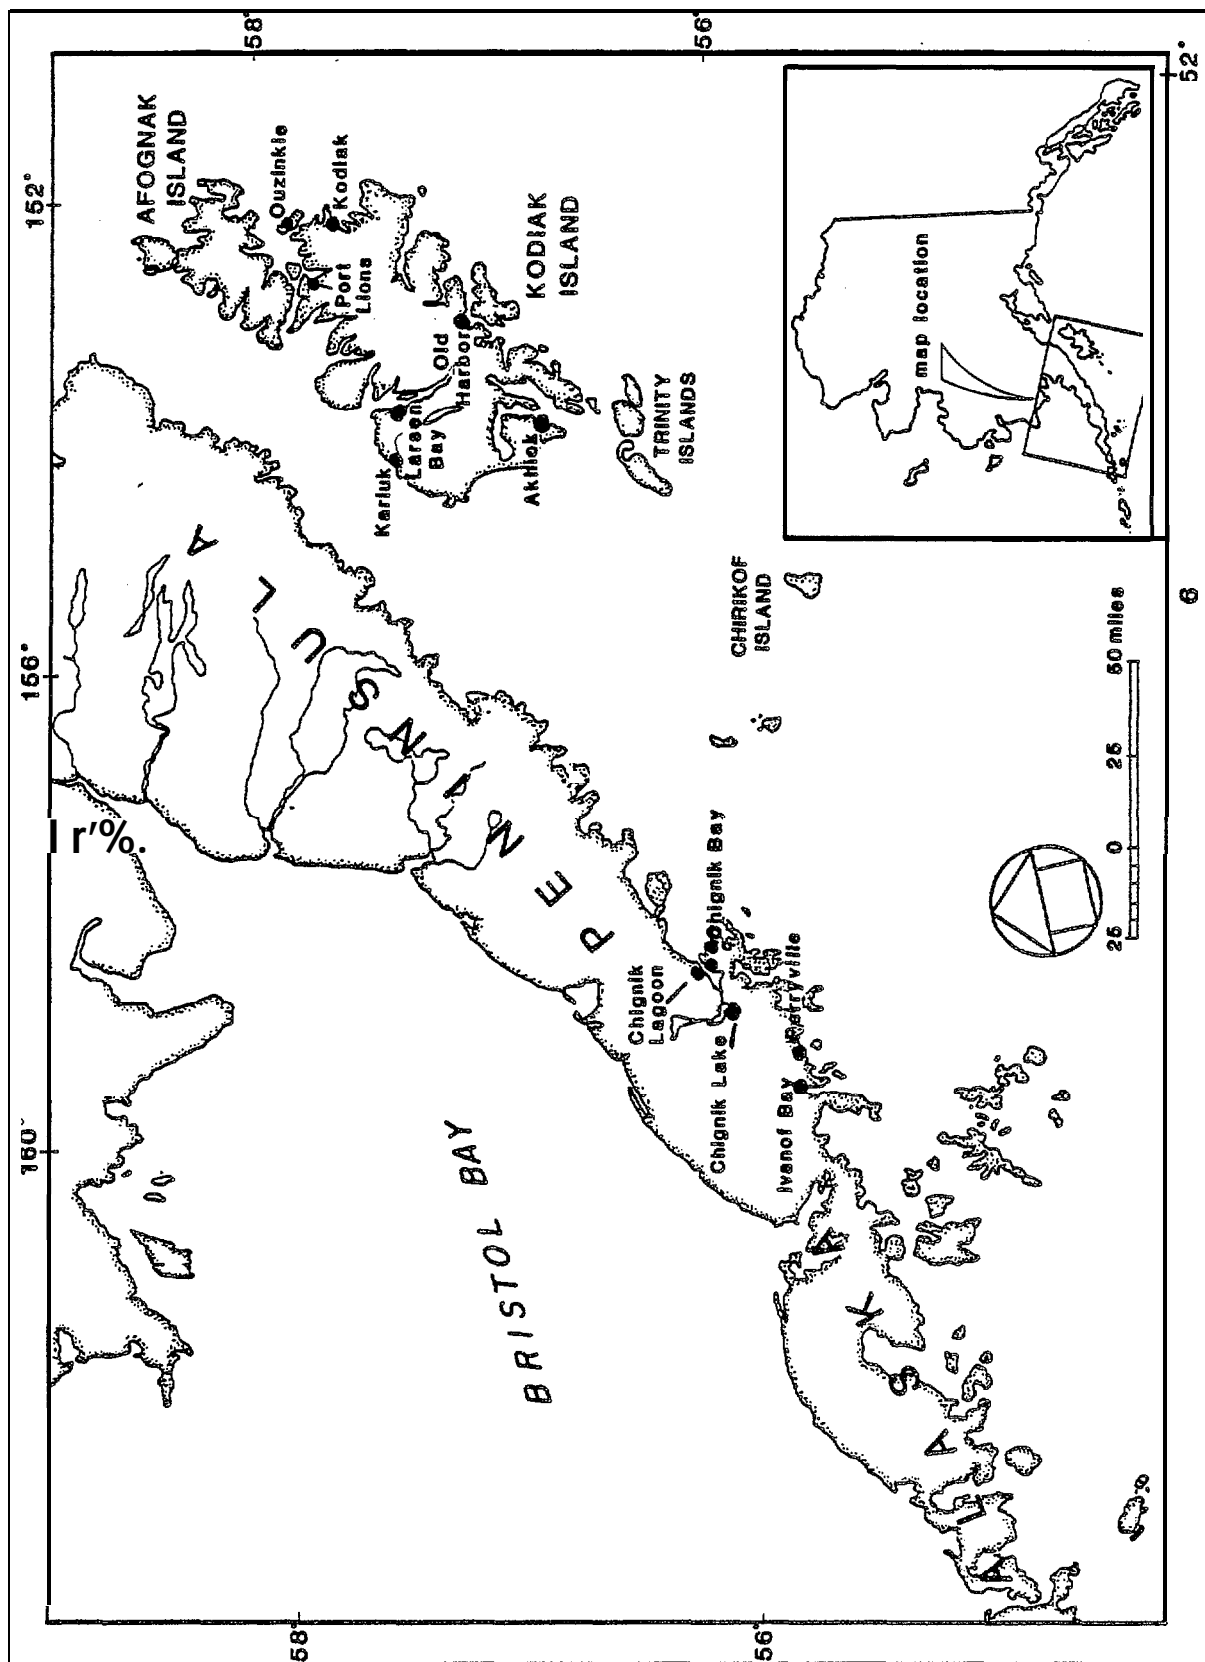 160°
156°
152°
58°
58°
56°
56°
52°
6
I r'%.
AFOGNAK
ISLAND
Ouzinkie
Kodiak
Port
Lions
KODIAK
ISLAND
Old
Harbor
Larsen
Bay
Karluk
Akhiok
TRINITY
ISLANDS
CHIRIKOF
ISLAND
ALASKA
PENINSULA
BRISTOL BAY
Chignik Bay
Chignik
Lagoon
Chignik Lake
Perryville
Ivanof Bay
25 0 25 50 miles
map location